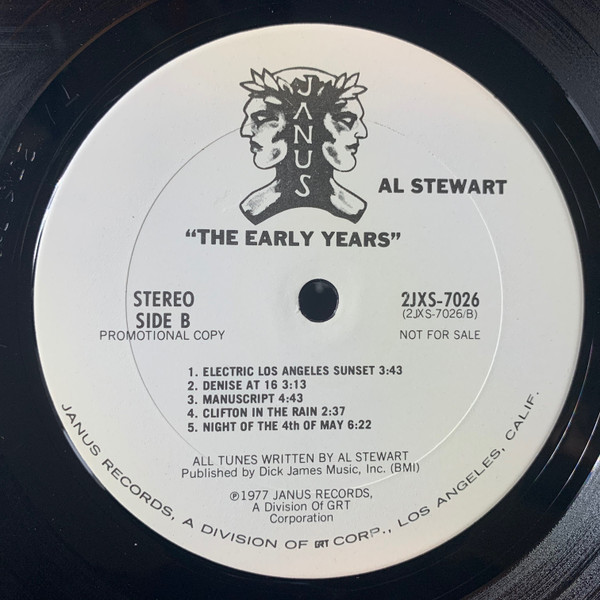 JANUS
AL STEWART
“THE EARLY YEARS”
STEREO
SIDE B
PROMOTIONAL COPY
2JXS-7026
(2JXS-7026/B)
NOT FOR SALE
1. ELECTRIC LOS ANGELES SUNSET 3:43
2. DENISE AT 16 3:13
3. MANUSCRIPT 4:43
4. CLIFTON IN THE RAIN 2:37
5. NIGHT OF THE 4th OF MAY 6:22
ALL TUNES WRITTEN BY AL STEWART
Published by Dick James Music, Inc. (BMI)
℗1977 JANUS RECORDS,
A Division Of GRT
Corporation
JANUS RECORDS, A DIVISION OF GRT CORP., LOS ANGELES, CALIF.